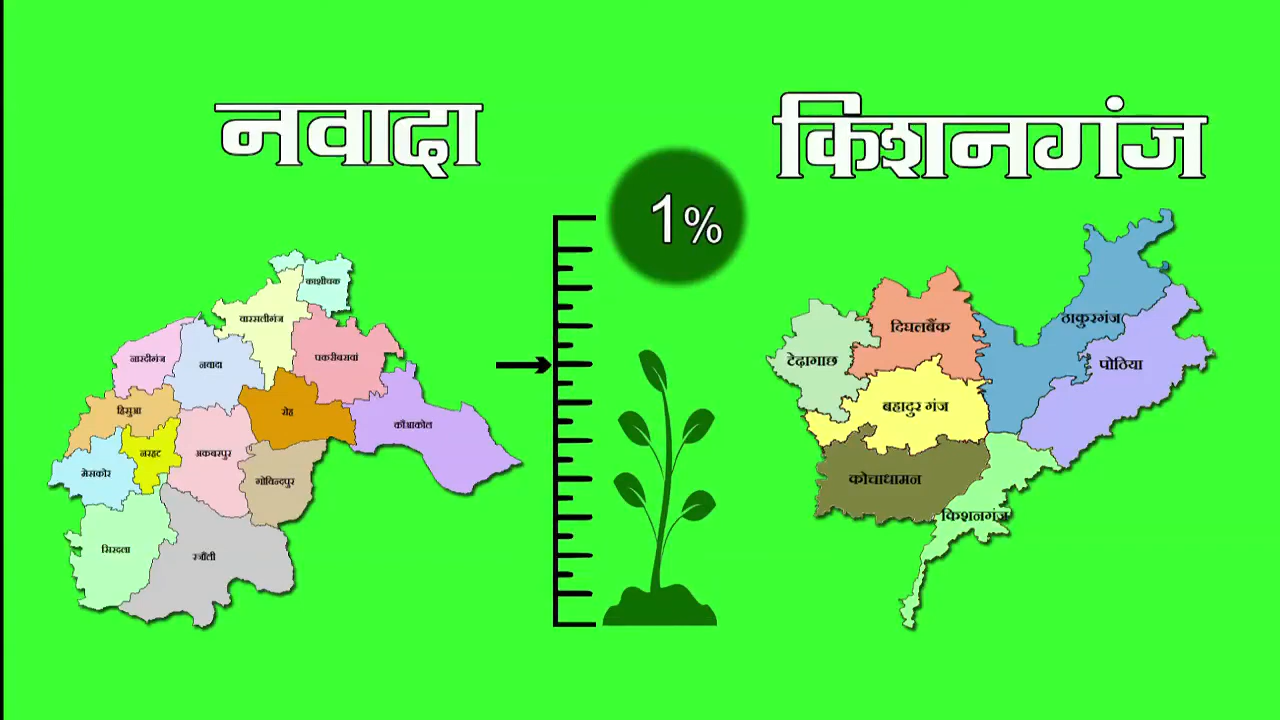 नवादा
किशनगंज
1%
काशीचक
वारसलीगंज
नारदीगंज
नवादा
पकरीबरावां
हिसुआ
रोह
कौआकोल
नरहट
अकबरपुर
मेसकौर
गोविन्दपुर
सिरदला
रजौली
ठाकुरगंज
दिघलबैंक
टेढ़ागाछ
पोठिया
बहादुर गंज
कोचाधामन
किशनगंज